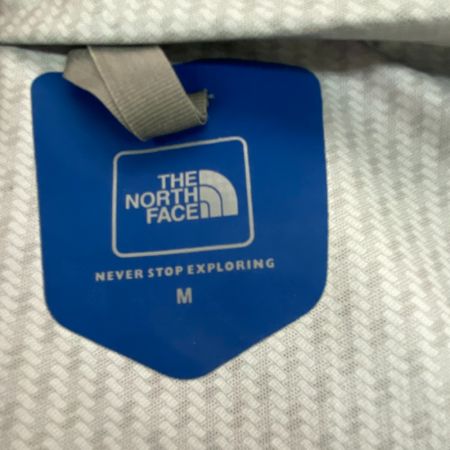 THE
NORTH
FACE
NEVER STOP EXPLORING
M